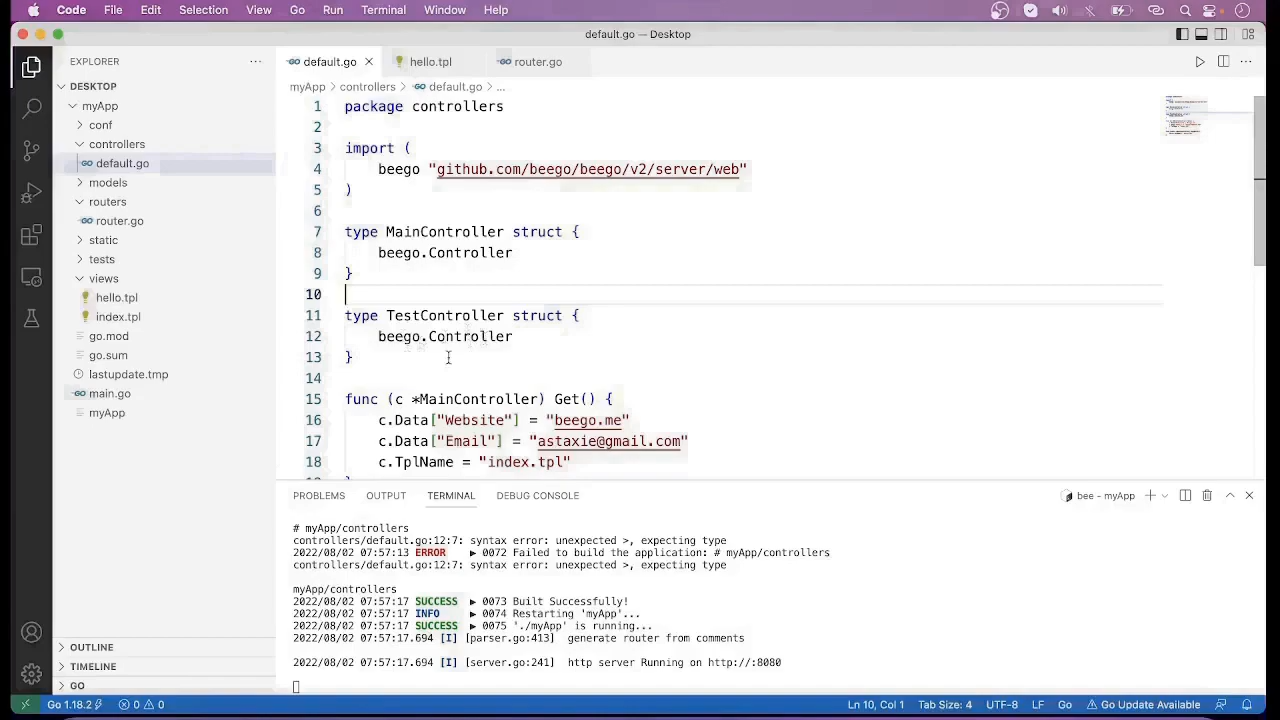 Code File Edit Selection View Go Run Terminal Window Help
default.go — Desktop
EXPLORER
DESKTOP
myApp
conf
controllers
default.go
models
routers
router.go
static
tests
views
hello.tpl
index.tpl
go.mod
go.sum
lastupdate.tmp
main.go
myApp
OUTLINE
TIMELINE
GO
default.go hello.tpl router.go
myApp > controllers > default.go > ...
1 package controllers
2
3 import (
4 beego "github.com/beego/beego/v2/server/web"
5 )
6
7 type MainController struct {
8 beego.Controller
9 }
10
11 type TestController struct {
12 beego.Controller
13 }
14
15 func (c *MainController) Get() {
16 c.Data["Website"] = "beego.me"
17 c.Data["Email"] = "astaxie@gmail.com"
18 c.TplName = "index.tpl"
PROBLEMS OUTPUT TERMINAL DEBUG CONSOLE bee - myApp
# myApp/controllers
controllers/default.go:12:7: syntax error: unexpected >, expecting type
2022/08/02 07:57:13 ERROR ▶ 0072 Failed to build the application: # myApp/controllers
controllers/default.go:12:7: syntax error: unexpected >, expecting type
myApp/controllers
2022/08/02 07:57:17 SUCCESS ▶ 0073 Built Successfully!
2022/08/02 07:57:17 INFO ▶ 0074 Restarting 'myApp'...
2022/08/02 07:57:17 SUCCESS ▶ 0075 './myApp' is running...
2022/08/02 07:57:17.694 [I] [parser.go:413] generate router from comments
2022/08/02 07:57:17.694 [I] [server.go:241] http server Running on http://:8080
Go 1.18.2 0 0 Ln 10, Col 1 Tab Size: 4 UTF-8 LF Go Go Update Available